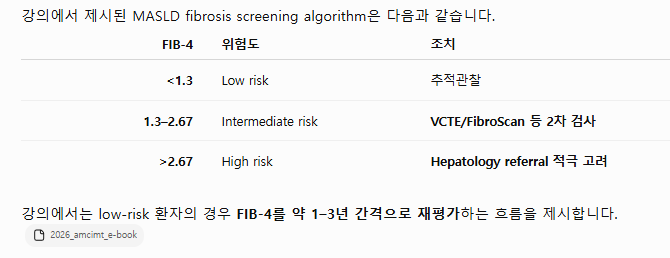 강의에서 제시된 MASLD fibrosis screening algorithm은 다음과 같습니다.
FIB-4 위험도 조치
<1.3 Low risk 추적관찰
1.3–2.67 Intermediate risk VCTE/FibroScan 등 2차 검사
>2.67 High risk Hepatology referral 적극 고려
강의에서는 low-risk 환자의 경우 FIB-4를 약 1–3년 간격으로 재평가하는 흐름을 제시합니다.
2026_amcimt_e-book